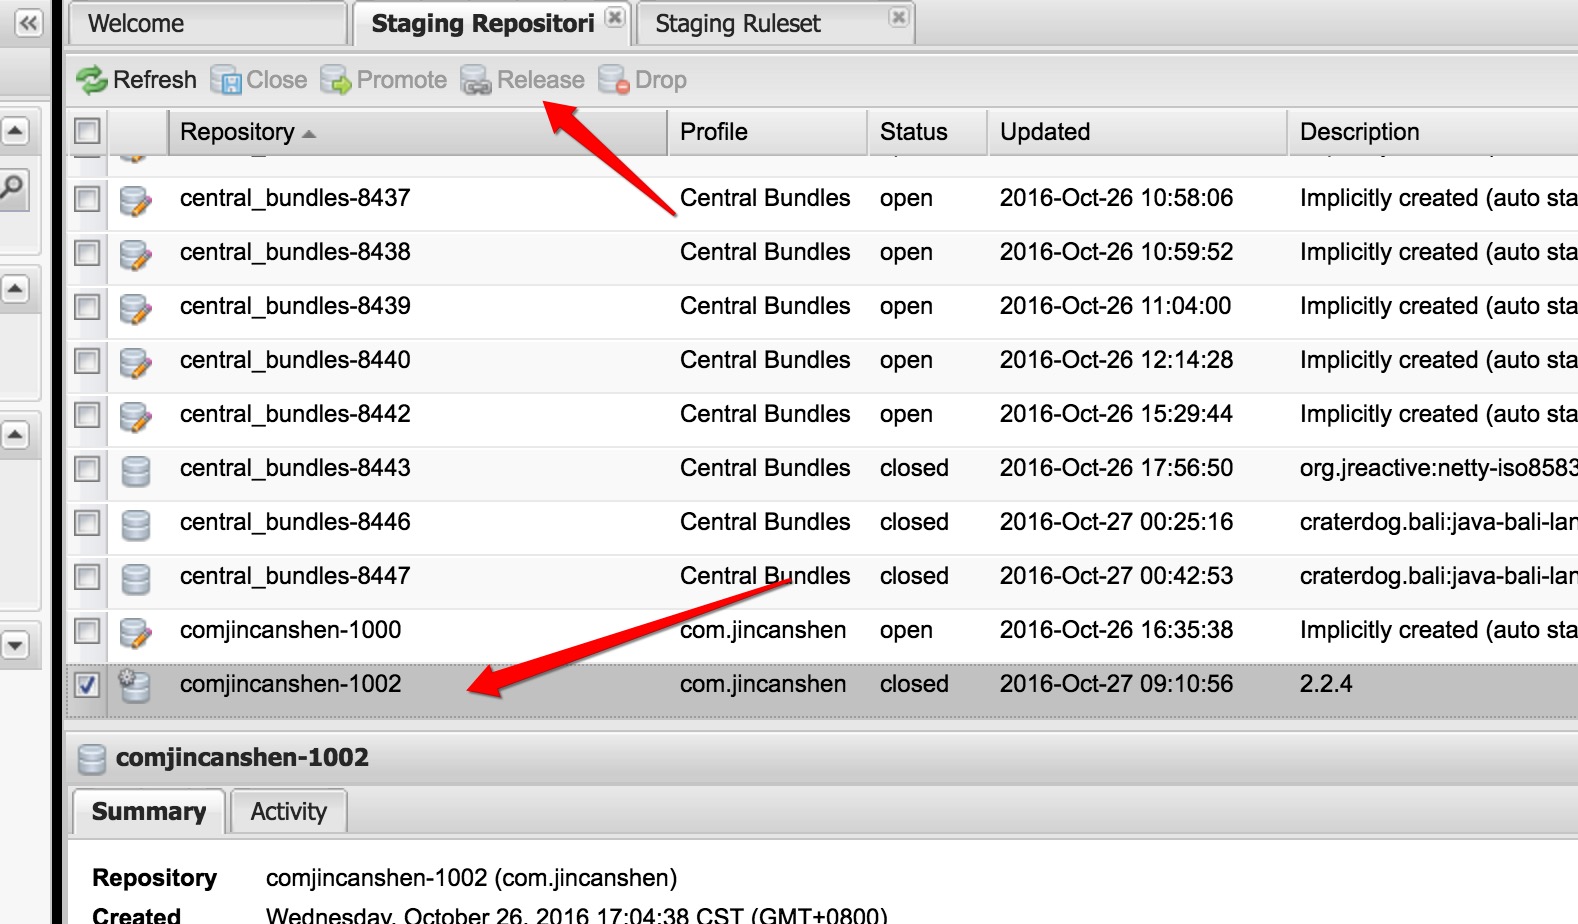 Welcome Staging Repositori Staging Ruleset
Refresh Close Promote Release Drop
Repository Profile Status Updated Description
central_bundles-8437 Central Bundles open 2016-Oct-26 10:58:06 Implicitly created (auto sta
central_bundles-8438 Central Bundles open 2016-Oct-26 10:59:52 Implicitly created (auto sta
central_bundles-8439 Central Bundles open 2016-Oct-26 11:04:00 Implicitly created (auto sta
central_bundles-8440 Central Bundles open 2016-Oct-26 12:14:28 Implicitly created (auto sta
central_bundles-8442 Central Bundles open 2016-Oct-26 15:29:44 Implicitly created (auto sta
central_bundles-8443 Central Bundles closed 2016-Oct-26 17:56:50 org.jreactive:netty-iso8583
central_bundles-8446 Central Bundles closed 2016-Oct-27 00:25:16 craterdog.bali:java-bali-lan
central_bundles-8447 Central Bundles closed 2016-Oct-27 00:42:53 craterdog.bali:java-bali-lan
comjincanshen-1000 com.jincanshen open 2016-Oct-26 16:35:38 Implicitly created (auto sta
comjincanshen-1002 com.jincanshen closed 2016-Oct-27 09:10:56 2.2.4
comjincanshen-1002
Summary Activity
Repository comjincanshen-1002 (com.jincanshen)
Created Wednesday, October 26, 2016 17:04:38 CST (GMT+0800)